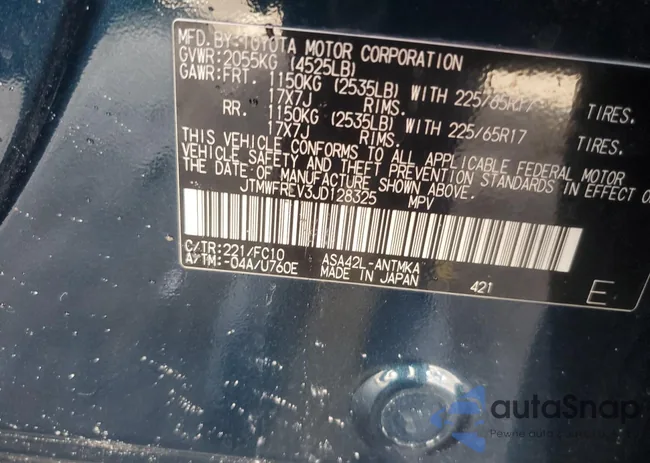 MFD.BY:TOYOTA MOTOR CORPORATION
GVWR:2055KG (4525LB)
GAWR:FRT. 1150KG (2535LB) WITH 225/65R17 TIRES.
17X7J RIMS.
RR. 1150KG (2535LB) WITH 225/65R17 TIRES.
17X7J RIMS.
THIS VEHICLE CONFORMS TO ALL APPLICABLE FEDERAL MOTOR
VEHICLE SAFETY AND THEFT PREVENTION STANDARDS IN EFFECT O
THE DATE OF MANUFACTURE SHOWN ABOVE.
JTMWFREV3JD128325 MPV
C/TR:221/FC10 ASA42L-ANTMKA
A/TM:-04A/U760E MADE IN JAPAN 421 E
autaSnap
Pewne auta